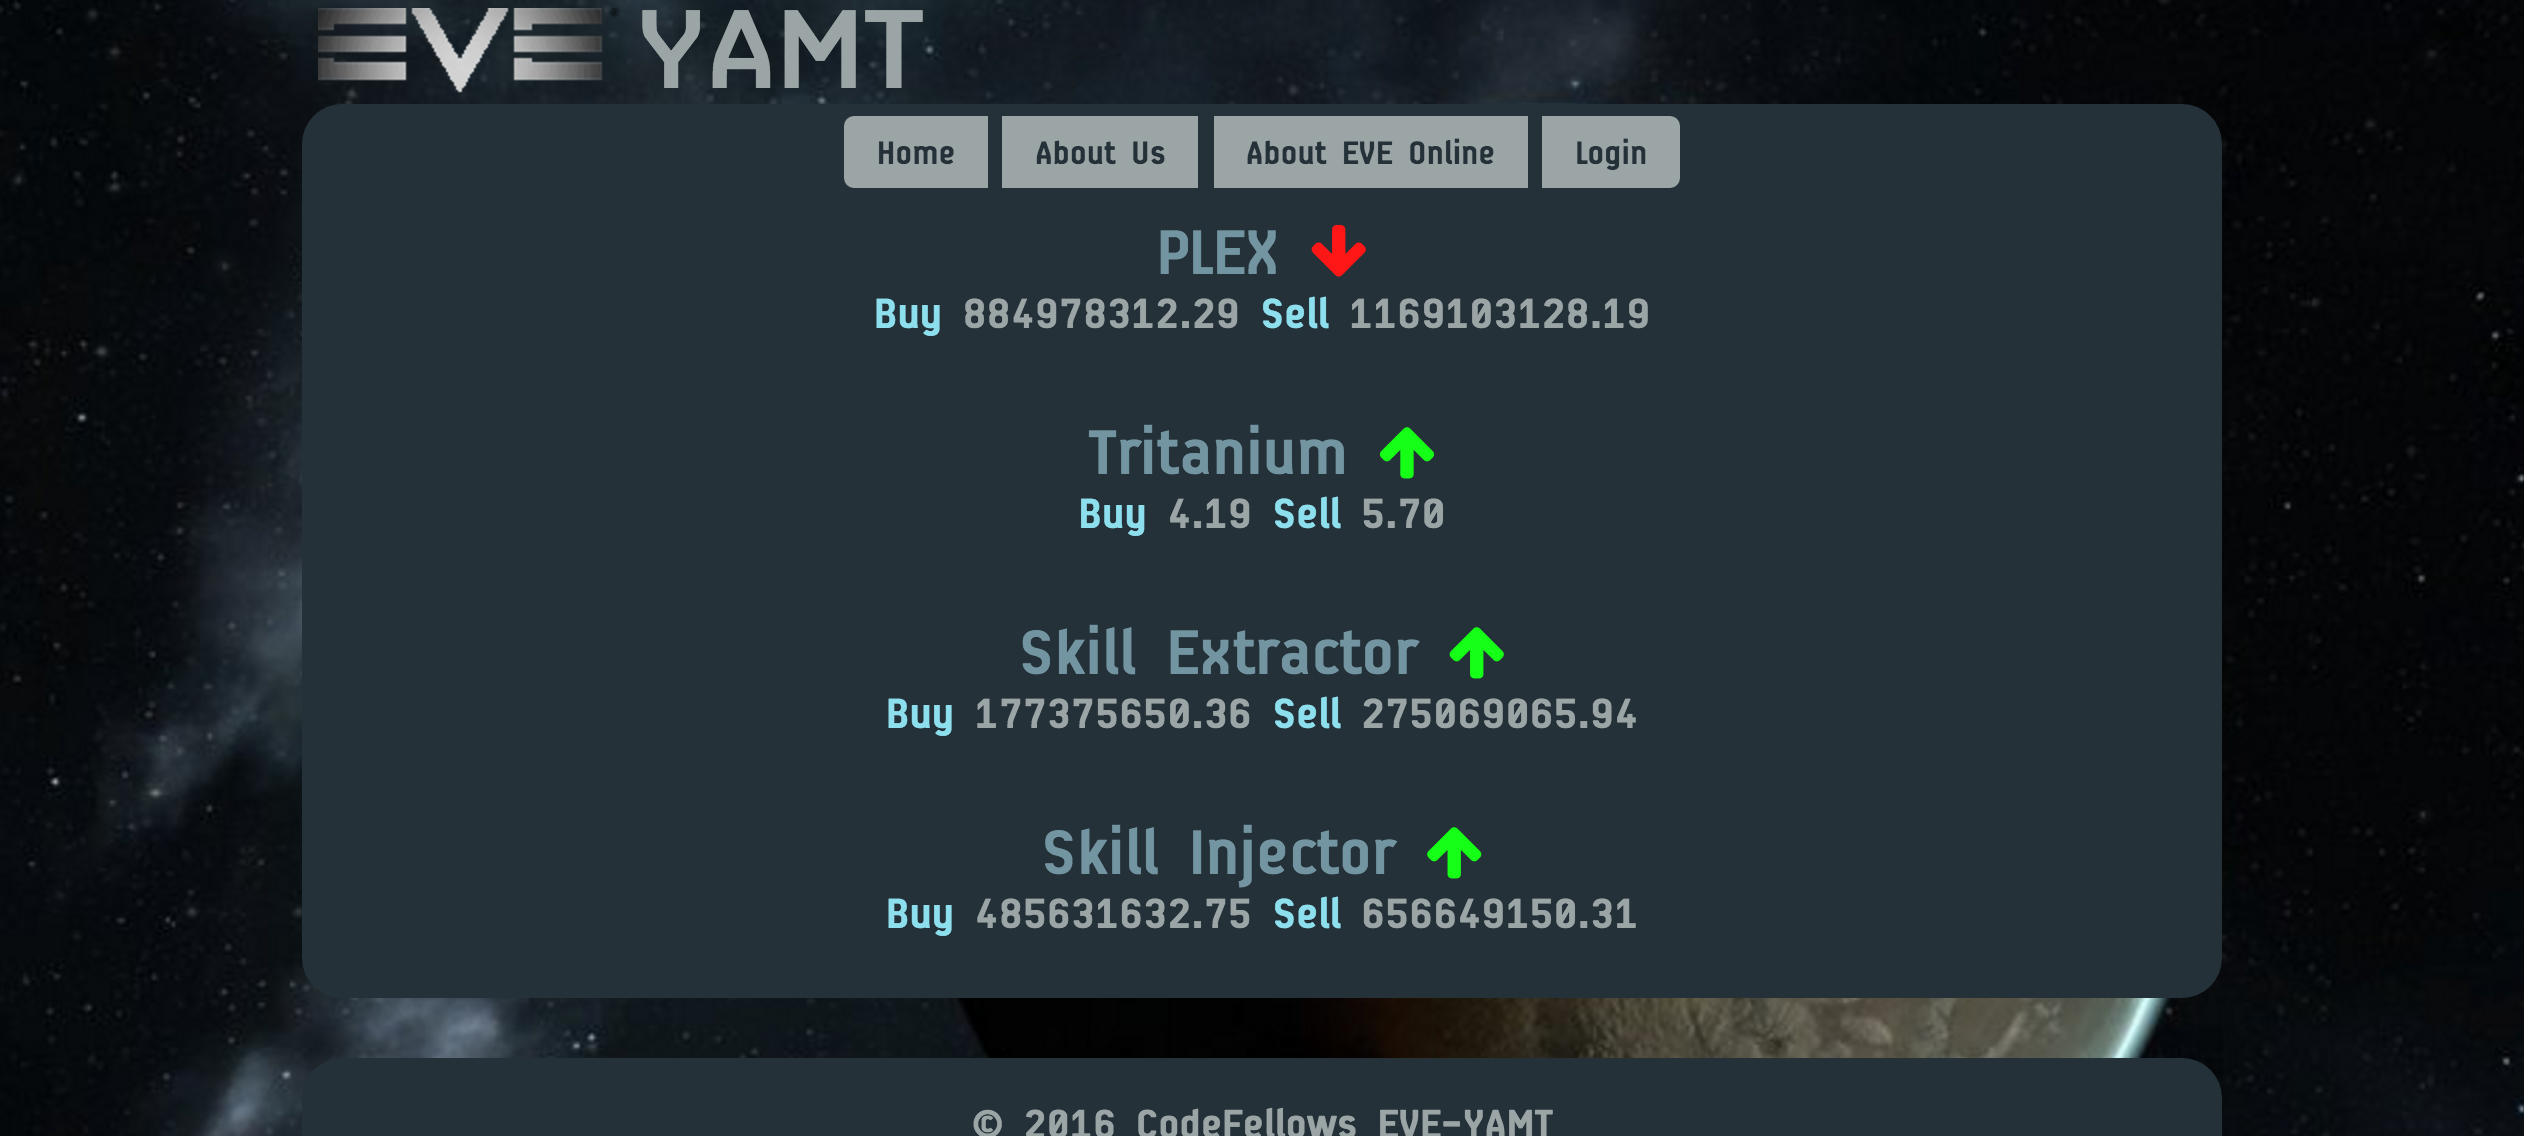 EVE YAMT
Home About Us About EVE Online Login
PLEX
Buy 884978312.29 Sell 1169103128.19
Tritanium
Buy 4.19 Sell 5.70
Skill Extractor
Buy 177375650.36 Sell 275069065.94
Skill Injector
Buy 485631632.75 Sell 656649150.31
© 2016 CodeFellows EVE-YAMT